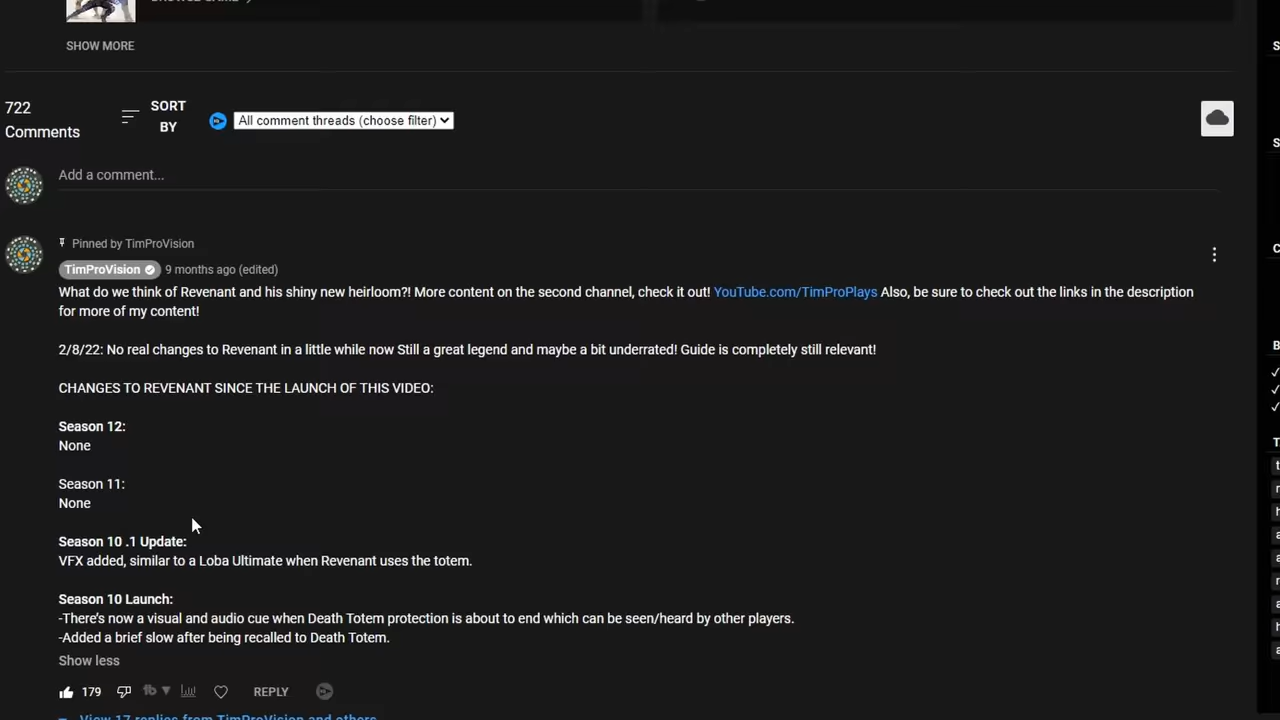 SHOW MORE
722
Comments
SORT
BY
All comment threads (choose filter)
Add a comment...
Pinned by TimProVision
TimProVision 9 months ago (edited)
What do we think of Revenant and his shiny new heirloom?! More content on the second channel, check it out! YouTube.com/TimProPlays Also, be sure to check out the links in the description
for more of my content!
2/8/22: No real changes to Revenant in a little while now Still a great legend and maybe a bit underrated! Guide is completely still relevant!
CHANGES TO REVENANT SINCE THE LAUNCH OF THIS VIDEO:
Season 12:
None
Season 11:
None
Season 10 .1 Update:
VFX added, similar to a Loba Ultimate when Revenant uses the totem.
Season 10 Launch:
-There's now a visual and audio cue when Death Totem protection is about to end which can be seen/heard by other players.
-Added a brief slow after being recalled to Death Totem.
Show less
179
REPLY
View 17 replies from TimProVision and others